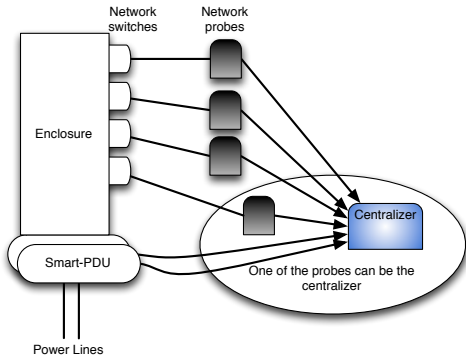 Network
switches
Network
probes
Enclosure
Centralizer
Smart-PDU
One of the probes can be the
centralizer
Power Lines